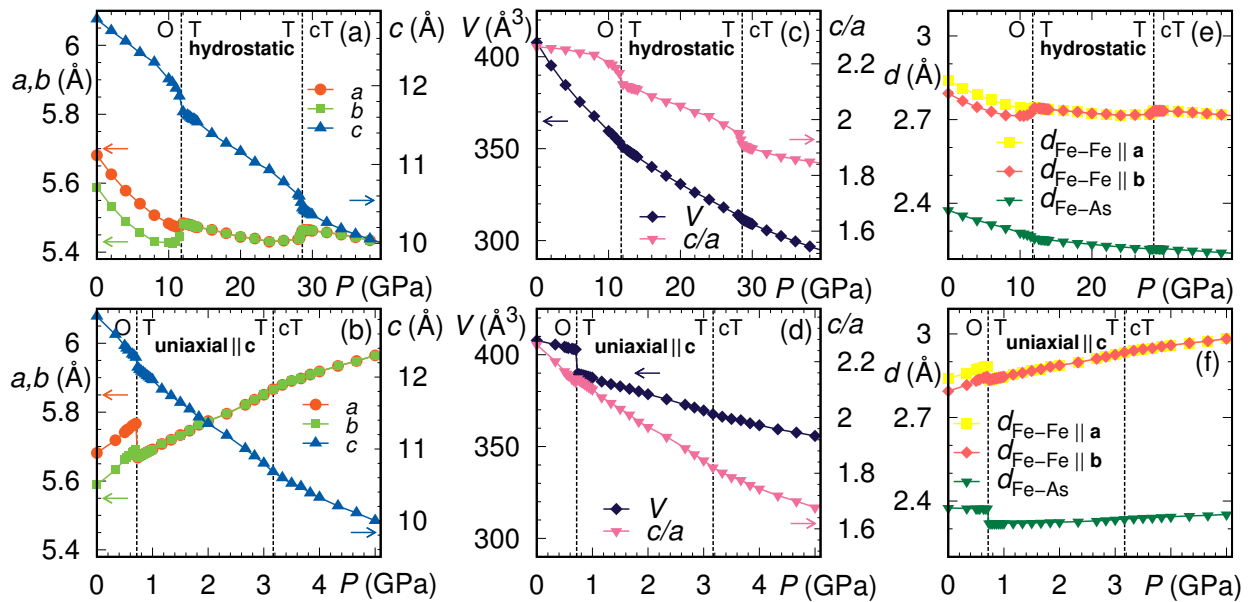 6
5.8
5.6
5.4
a,b (Å)
O T T cT (a)
hydrostatic
a
b
c
c (Å)
12
11
10
0 10 20 30 P (GPa)
V (Å³)
400
350
300
O T T cT (c)
hydrostatic
V
c/a
c/a
2.2
2
1.8
1.6
0 10 20 30 P (GPa)
3
d (Å)
2.7
2.4
O T T cT (e)
hydrostatic
dFe–Fe || a
dFe–Fe || b
dFe–As
0 10 20 30 P (GPa)
6
a,b (Å)
5.8
5.6
5.4
O T T cT (b)
uniaxial || c
a
b
c
c (Å)
12
11
10
0 1 2 3 4 P (GPa)
V (Å³)
400
350
300
O T T cT (d)
uniaxial || c
V
c/a
c/a
2.2
2
1.8
1.6
0 1 2 3 4 P (GPa)
3
d (Å)
2.7
2.4
O T T cT (f)
uniaxial || c
dFe–Fe || a
dFe–Fe || b
dFe–As
0 1 2 3 4 P (GPa)